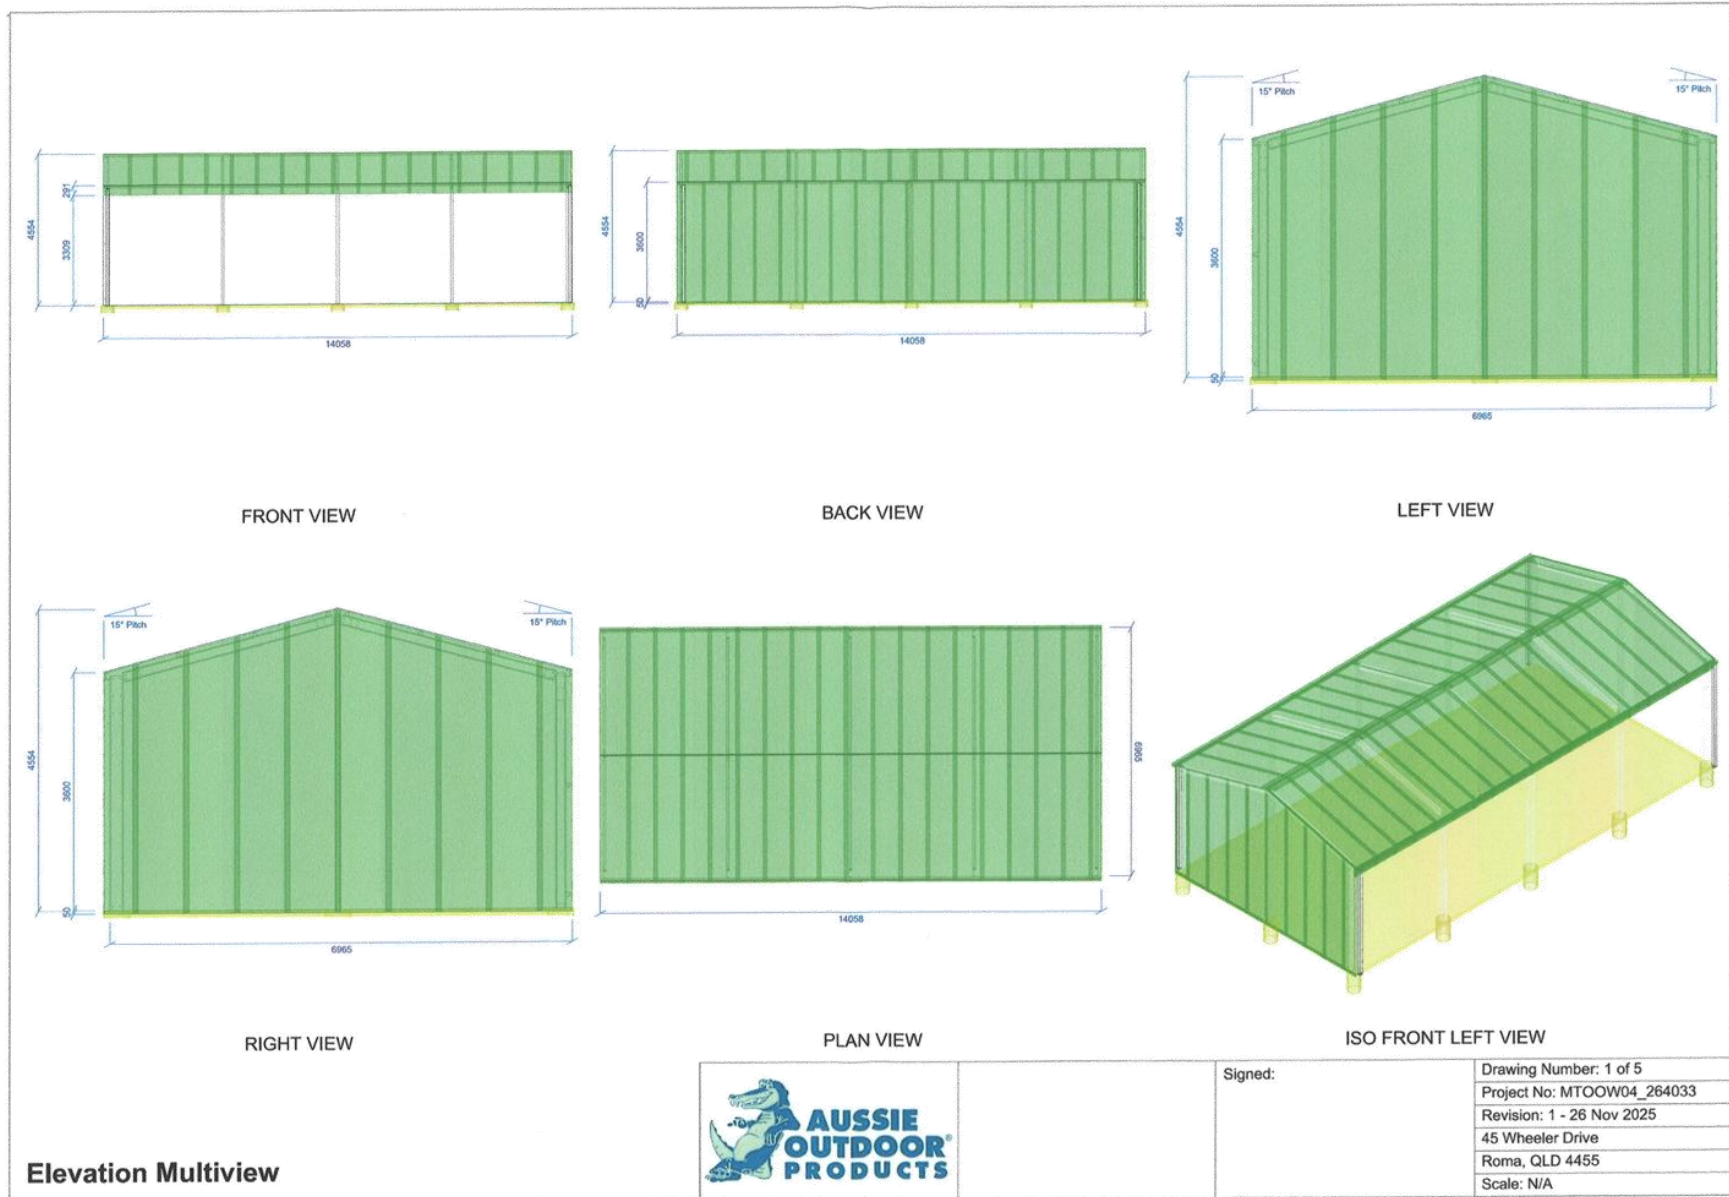 4554
291
3309
14058
FRONT VIEW
4554
3600
50
14058
BACK VIEW
15° Pitch
15° Pitch
4554
3600
50
6965
LEFT VIEW
15° Pitch
15° Pitch
4554
3600
50
6965
RIGHT VIEW
6965
14058
PLAN VIEW
ISO FRONT LEFT VIEW
Elevation Multiview
AUSSIE
OUTDOOR®
PRODUCTS
Signed:
Drawing Number: 1 of 5
Project No: MTOOW04_264033
Revision: 1 - 26 Nov 2025
45 Wheeler Drive
Roma, QLD 4455
Scale: N/A